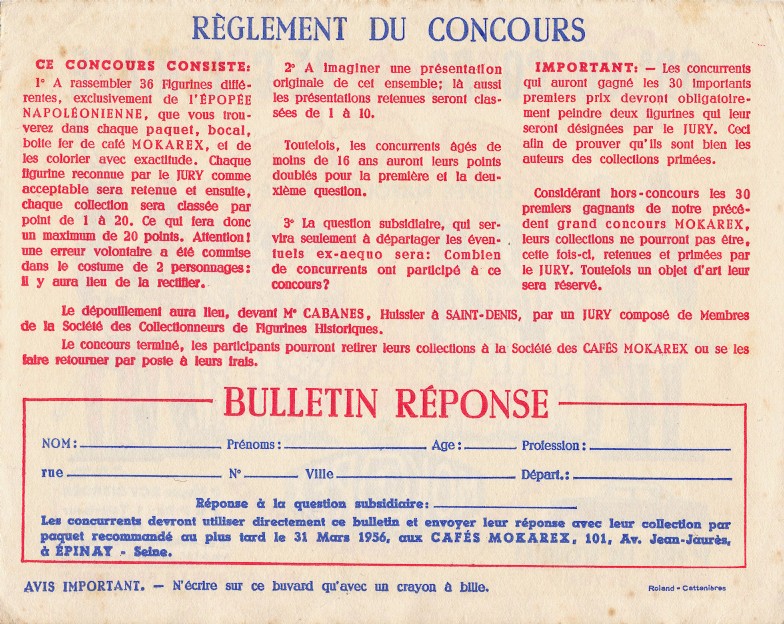 RÈGLEMENT DU CONCOURS
CE CONCOURS CONSISTE:
1° A rassembler 36 Figurines diffé-
rentes, exclusivement de l'ÉPOPÉE
NAPOLÉONIENNE, que vous trou-
verez dans chaque paquet, bocal,
boîte fer de café MOKAREX, et de
les colorier avec exactitude. Chaque
figurine reconnue par le JURY comme
acceptable sera retenue et ensuite,
chaque collection sera classée par
point de 1 à 20. Ce qui fera donc
un maximum de 20 points. Attention!
une erreur volontaire a été commise
dans le costume de 2 personnages:
il y aura lieu de la rectifier.
2° A imaginer une présentation
originale de cet ensemble; là aussi
les présentations retenues seront clas-
sées de 1 à 10.
Toutefois, les concurrents âgés de
moins de 16 ans auront leurs points
doublés pour la première et la deu-
xième question.
3° La question subsidiaire, qui ser-
vira seulement à départager les éven-
tuels ex-aequo sera: Combien
de concurrents ont participé à ce
concours?
IMPORTANT: — Les concurrents
qui auront gagné les 30 importants
premiers prix devront obligatoire-
ment peindre deux figurines qui leur
seront désignées par le JURY. Ceci
afin de prouver qu'ils sont bien les
auteurs des collections primées.
Considérant hors-concours les 30
premiers gagnants de notre précé-
dent grand concours MOKAREX,
leurs collections ne pourront pas être,
cette fois-ci, retenues et primées par
le JURY. Toutefois un objet d'art leur
sera réservé.
Le dépouillement aura lieu, devant Me CABANES, Huissier à SAINT-DENIS, par un JURY composé de Membres
de la Société des Collectionneurs de Figurines Historiques.
Le concours terminé, les participants pourront retirer leurs collections à la Société des CAFÉS MOKAREX ou se les
faire retourner par poste à leurs frais.
BULLETIN RÉPONSE
NOM: Prénoms: Age: Profession:
rue N° Ville Départ.:
Réponse à la question subsidiaire:
Les concurrents devront utiliser directement ce bulletin et envoyer leur réponse avec leur collection par
paquet recommandé au plus tard le 31 Mars 1956, aux CAFÉS MOKAREX, 101, Av. Jean-Jaurès,
à ÉPINAY - Seine.
AVIS IMPORTANT. — N'écrire sur ce buvard qu'avec un crayon à bille.
Roland - Cattenières